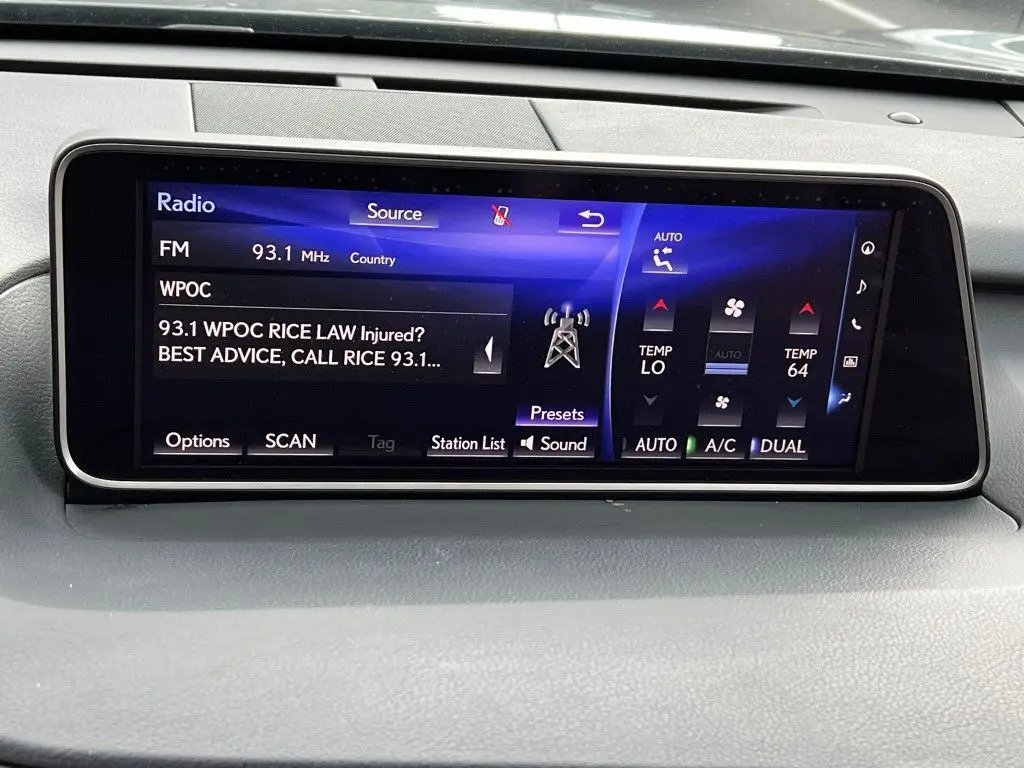 Radio
Source
FM 93.1 MHz Country
WPOC
93.1 WPOC RICE LAW Injured?
BEST ADVICE, CALL RICE 93.1...
Presets
Options SCAN Tag Station List Sound
AUTO
AUTO
TEMP
LO
TEMP
64
AUTO A/C DUAL